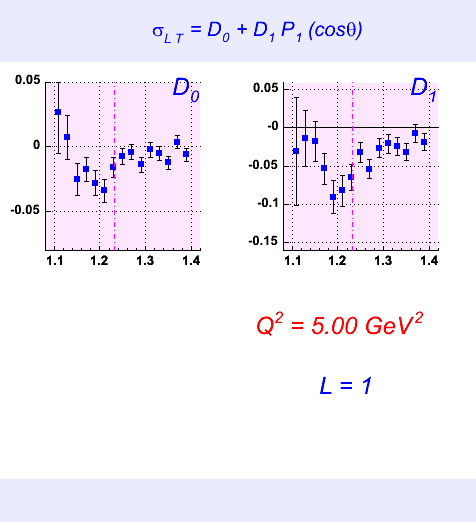 σ_{L T} = D_0 + D_1 P_1 (cosθ)
D_0
0.05
0
-0.05
1.1 1.2 1.3 1.4
D_1
0.05
-0
-0.05
-0.1
-0.15
1.1 1.2 1.3 1.4
Q^2 = 5.00 GeV^2
L = 1